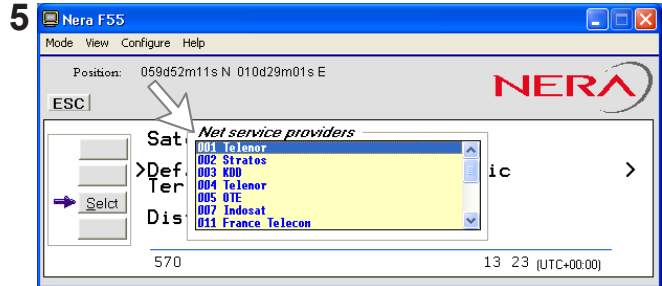 5
Nera F55
Mode View Configure Help
Position: 059d52m11s N 010d29m01s E
NERA
ESC
Sat
Net service providers
001 Telenor
002 Stratos
>Def. ic >
003 KDD
Ter
004 Telenor
Selct
005 OTE
007 Indosat
Dis
011 France Telecom
570 13 23 (UTC+00:00)